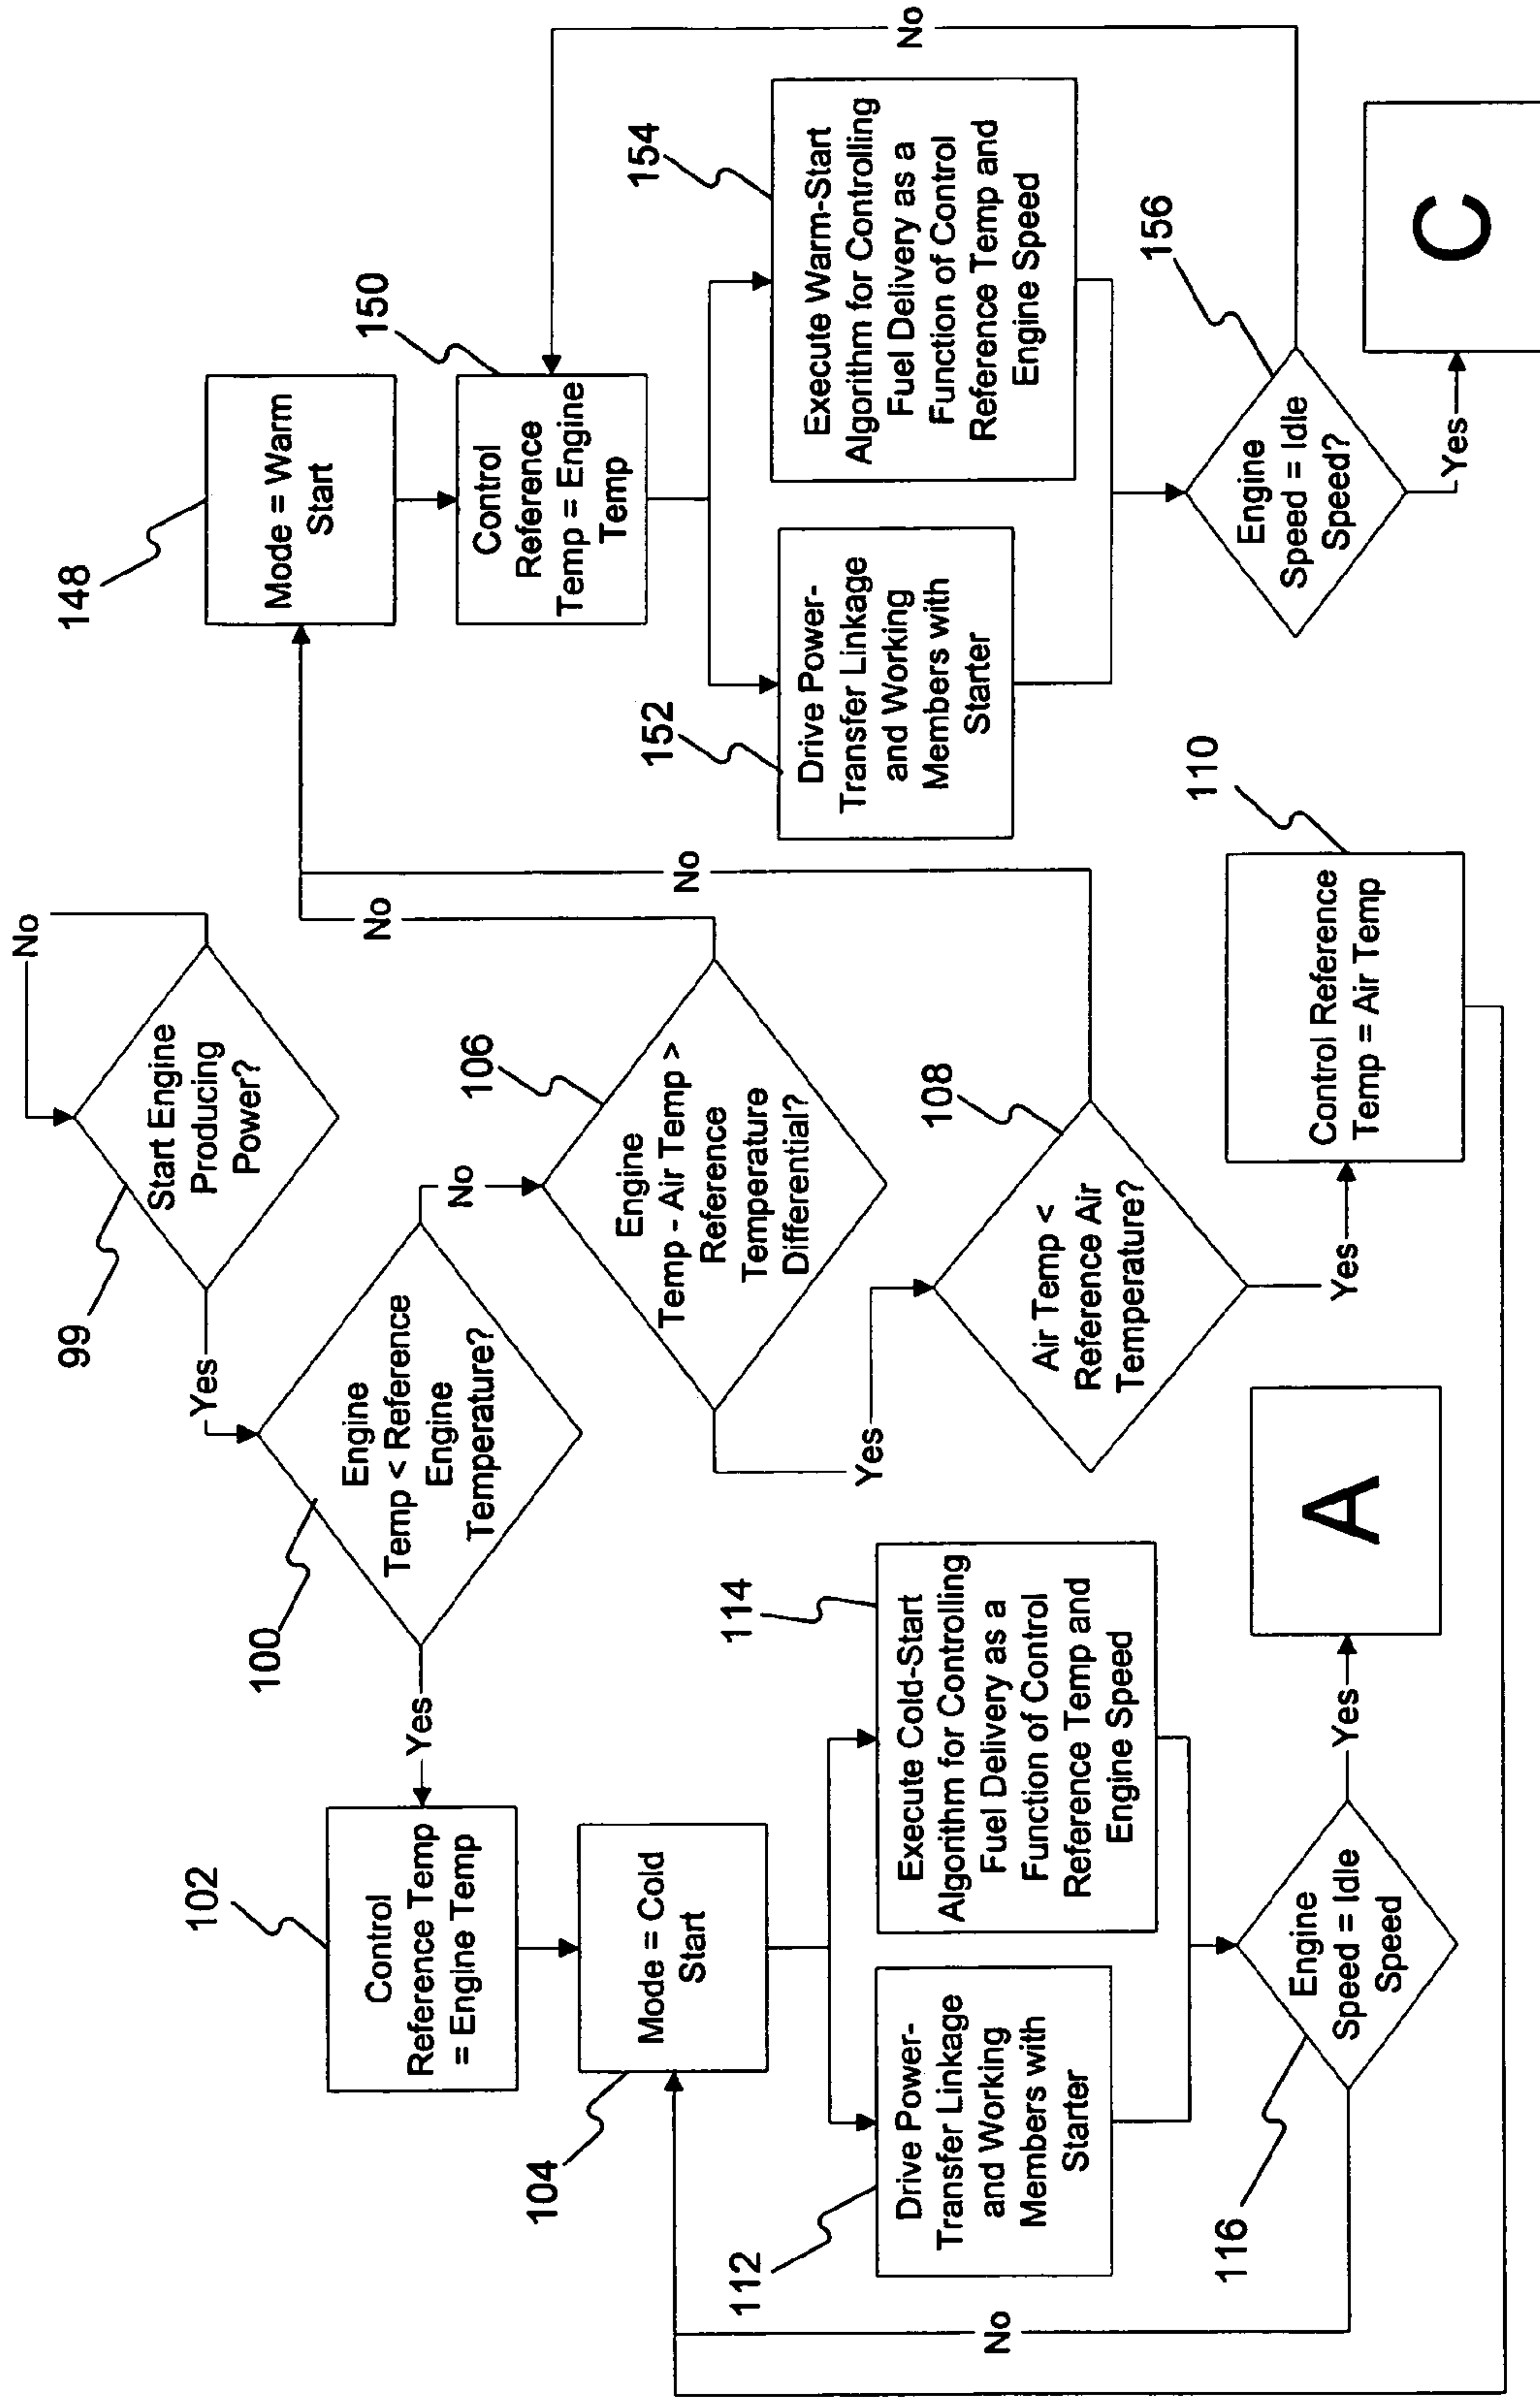 No
Start Engine
Producing
Power?
99
Yes
Engine
Temp < Reference
Engine
Temperature?
100
Yes
No
Control
Reference Temp
= Engine Temp
102
Mode = Cold
Start
104
Drive Power-
Transfer Linkage
and Working
Members with
Starter
112
Execute Cold-Start
Algorithm for Controlling
Fuel Delivery as a
Function of Control
Reference Temp and
Engine Speed
114
Engine
Speed = Idle
Speed
116
No
Yes
A
Engine
Temp - Air Temp >
Reference
Temperature
Differential?
106
No
Yes
Air Temp <
Reference Air
Temperature?
108
No
Yes
Control Reference
Temp = Air Temp
110
Mode = Warm
Start
148
Control
Reference
Temp = Engine
Temp
150
Drive Power-
Transfer Linkage
and Working
Members with
Starter
152
Execute Warm-Start
Algorithm for Controlling
Fuel Delivery as a
Function of Control
Reference Temp and
Engine Speed
154
Engine
Speed = Idle
Speed?
156
No
Yes
C